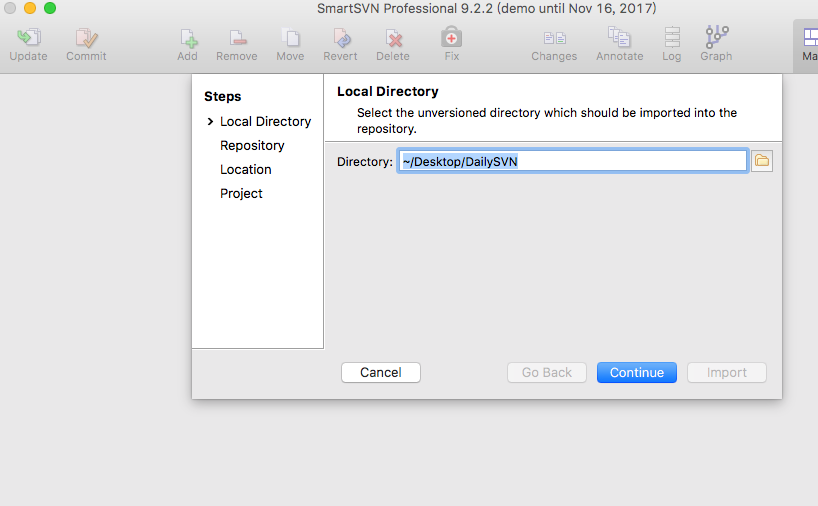 SmartSVN Professional 9.2.2 (demo until Nov 16, 2017)
Update Commit Add Remove Move Revert Delete Fix Changes Annotate Log Graph
Steps
Local Directory
Repository
Location
Project
Local Directory
Select the unversioned directory which should be imported into the
repository.
Directory: ~/Desktop/DailySVN
Cancel Go Back Continue Import